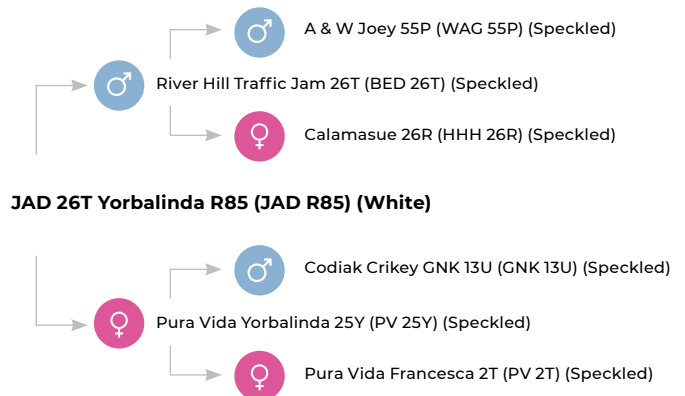 A & W Joey 55P (WAG 55P) (Speckled)
River Hill Traffic Jam 26T (BED 26T) (Speckled)
Calamasue 26R (HHH 26R) (Speckled)
JAD 26T Yorbalinda R85 (JAD R85) (White)
Codiak Crikey GNK 13U (GNK 13U) (Speckled)
Pura Vida Yorbalinda 25Y (PV 25Y) (Speckled)
Pura Vida Francesca 2T (PV 2T) (Speckled)